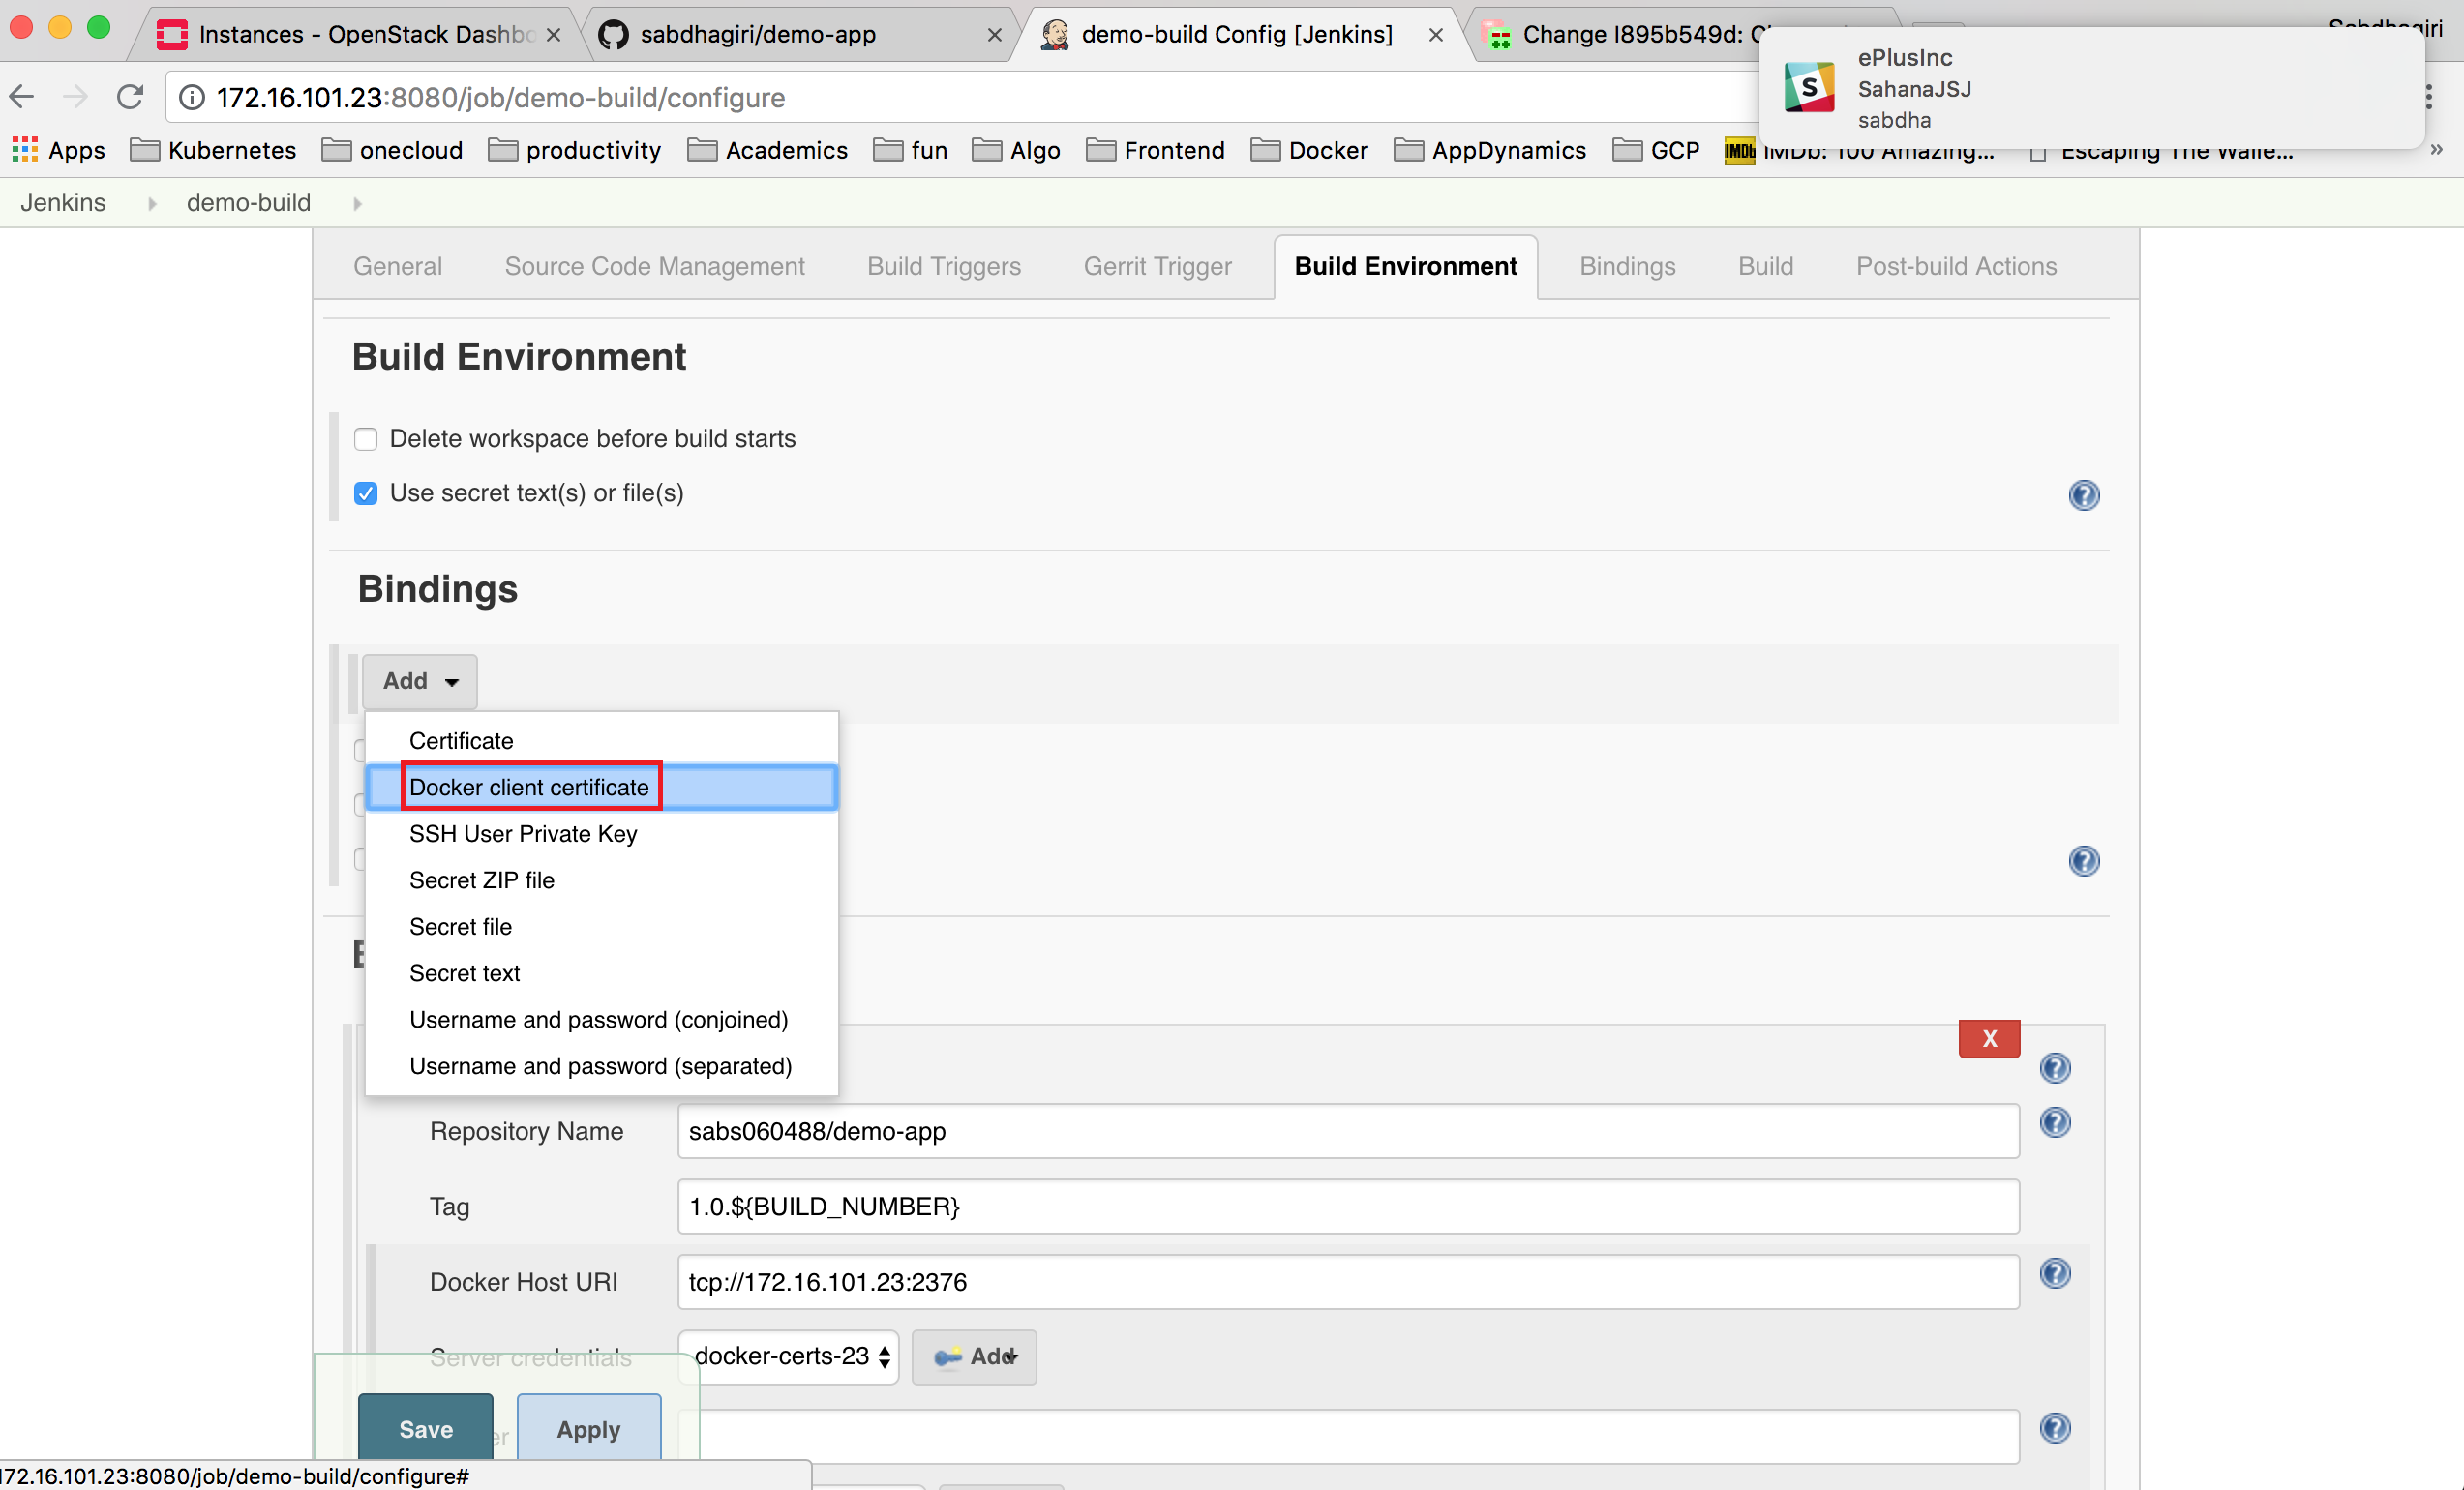 Instances - OpenStack Dashbo
sabdhagiri/demo-app
demo-build Config [Jenkins]
Change I895b549d:
ePlusInc
SahanaJSJ
sabdha
172.16.101.23:8080/job/demo-build/configure
Apps Kubernetes onecloud productivity Academics fun Algo Frontend Docker AppDynamics GCP IMDb: 100 Amazing... Escaping The Walle... »
Jenkins demo-build
General Source Code Management Build Triggers Gerrit Trigger Build Environment Bindings Build Post-build Actions
Build Environment
Delete workspace before build starts
Use secret text(s) or file(s)
Bindings
Add
Certificate
Docker client certificate
SSH User Private Key
Secret ZIP file
Secret file
Secret text
Username and password (conjoined)
Username and password (separated)
X
Repository Name sabs060488/demo-app
Tag 1.0.${BUILD_NUMBER}
Docker Host URI tcp://172.16.101.23:2376
Server credentials docker-certs-23 Add
Save Apply
172.16.101.23:8080/job/demo-build/configure#